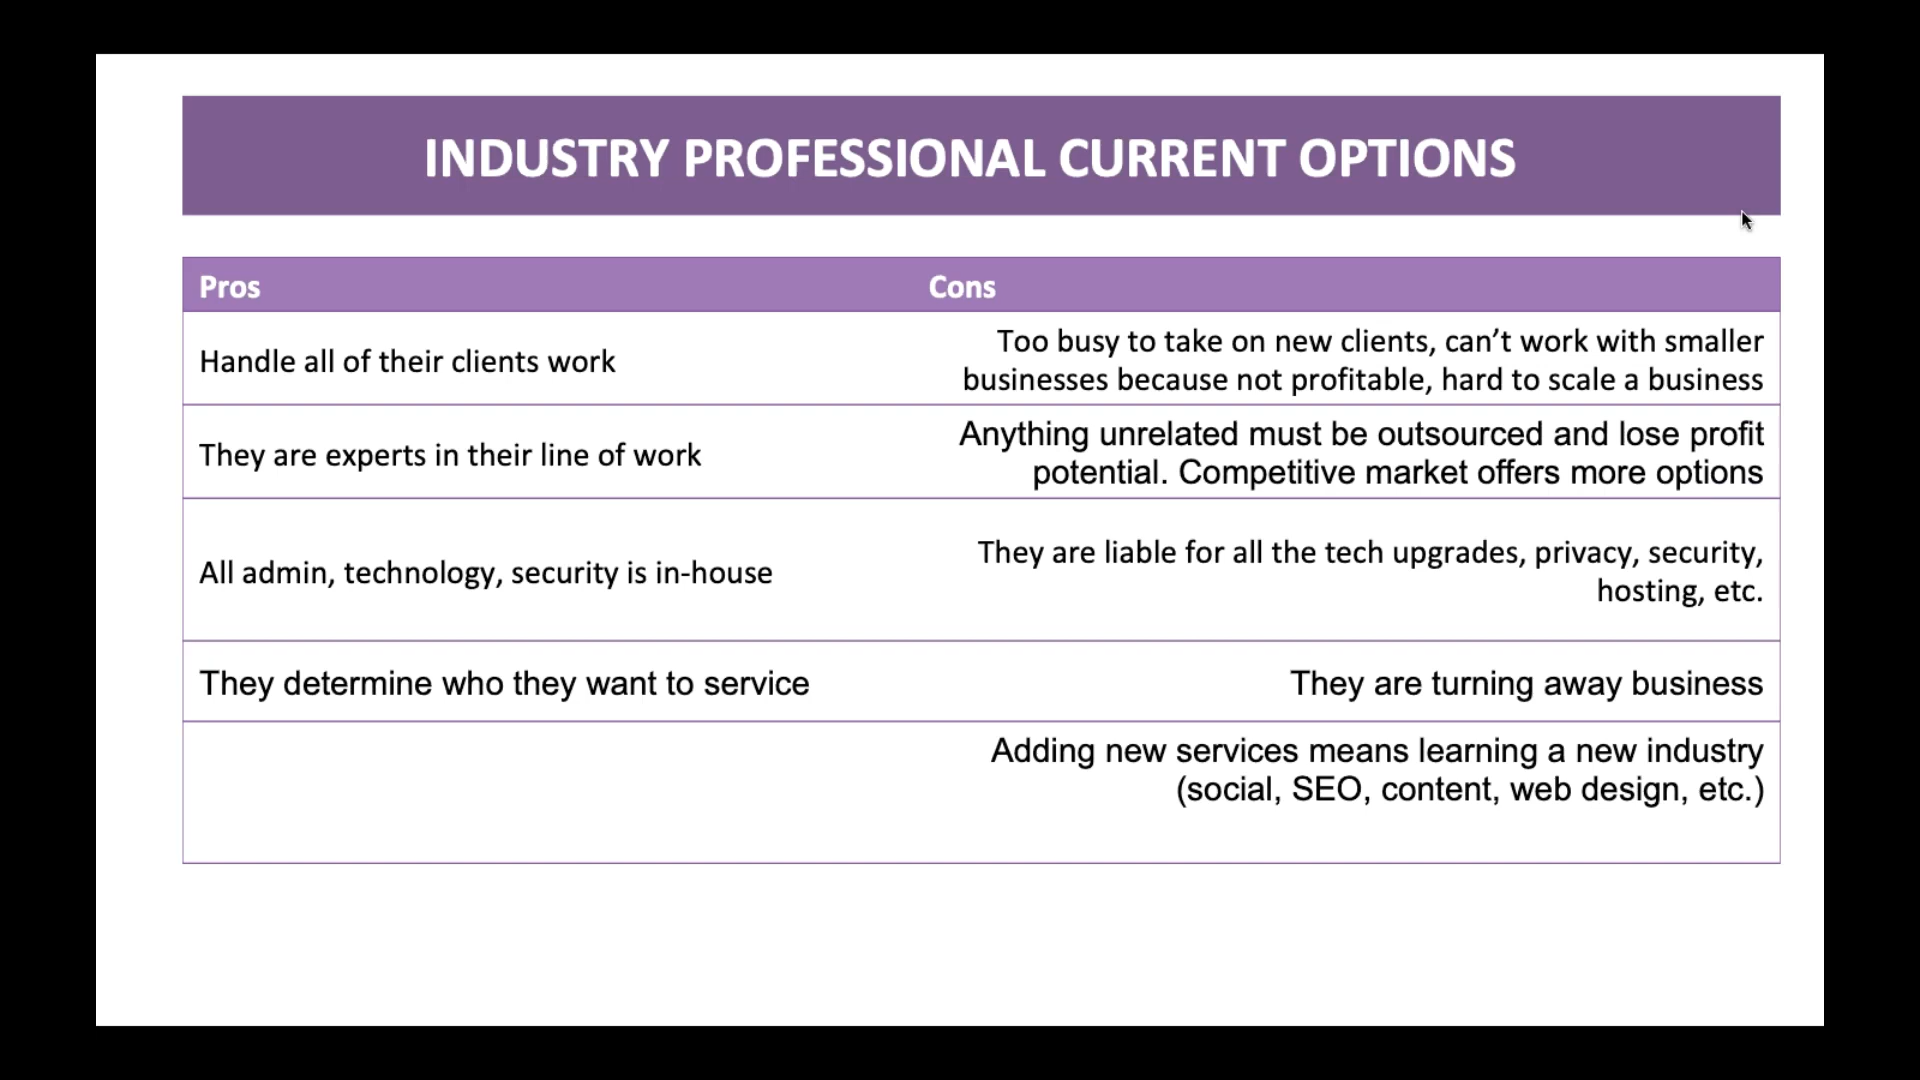 INDUSTRY PROFESSIONAL CURRENT OPTIONS
Pros
Cons
Handle all of their clients work
Too busy to take on new clients, can’t work with smaller
businesses because not profitable, hard to scale a business
They are experts in their line of work
Anything unrelated must be outsourced and lose profit
potential. Competitive market offers more options
All admin, technology, security is in-house
They are liable for all the tech upgrades, privacy, security,
hosting, etc.
They determine who they want to service
They are turning away business
Adding new services means learning a new industry
(social, SEO, content, web design, etc.)